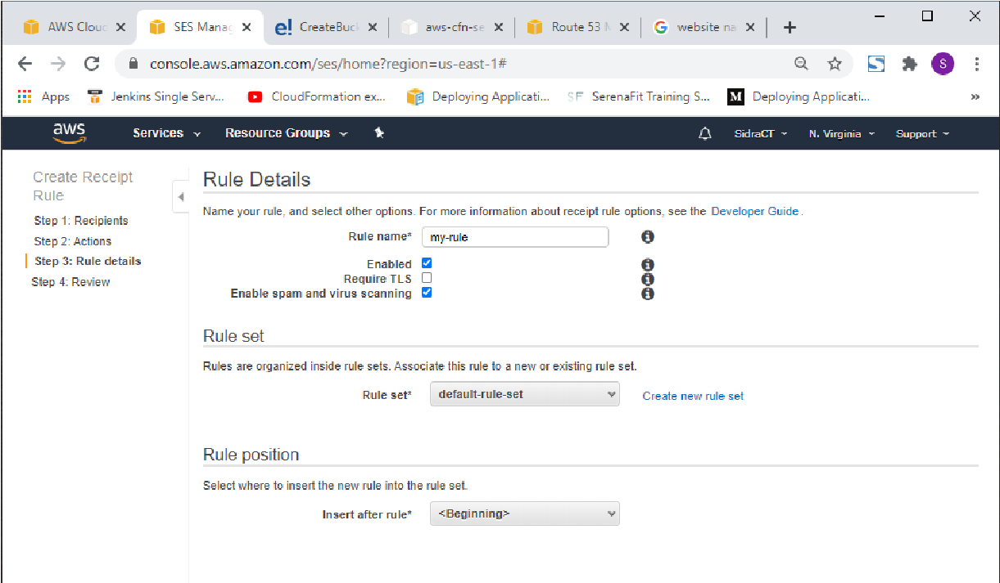 AWS Clou
SES Manag
e! CreateBuck
aws-cfn-se
Route 53 M
G website na
console.aws.amazon.com/ses/home?region=us-east-1#
S
Apps
Jenkins Single Serv...
CloudFormation ex...
Deploying Applicati...
SF SerenaFit Training S...
M Deploying Applicati...
»
aws Services Resource Groups SidraCT N. Virginia Support
Create Receipt
Rule
Step 1: Recipients
Step 2: Actions
Step 3: Rule details
Step 4: Review
Rule Details
Name your rule, and select other options. For more information about receipt rule options, see the Developer Guide.
Rule name* my-rule
Enabled
Require TLS
Enable spam and virus scanning
Rule set
Rules are organized inside rule sets. Associate this rule to a new or existing rule set.
Rule set* default-rule-set Create new rule set
Rule position
Select where to insert the new rule into the rule set.
Insert after rule* <Beginning>